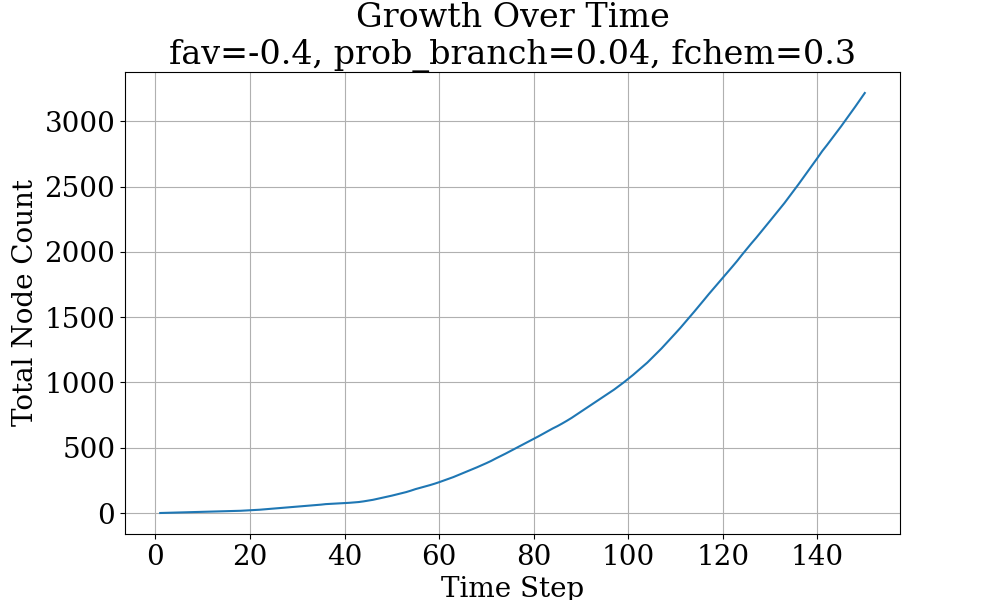 Growth Over Time
fav=-0.4, prob_branch=0.04, fchem=0.3
Total Node Count
3000
2500
2000
1500
1000
500
0
0 20 40 60 80 100 120 140
Time Step